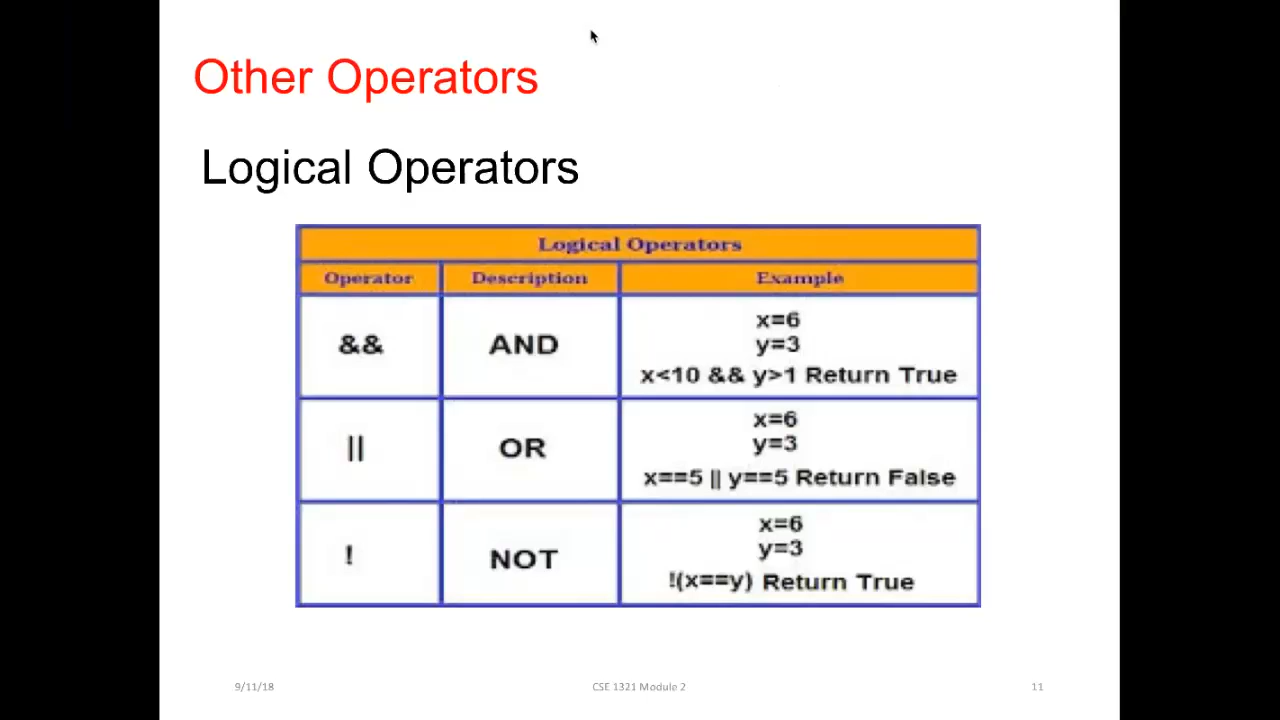 Other Operators
Logical Operators
Logical Operators
Operator Description Example
x=6
y=3
&& AND
x<10 && y>1 Return True
x=6
y=3
|| OR
x==5 || y==5 Return False
x=6
y=3
! NOT
!(x==y) Return True
9/11/18 CSE 1321 Module 2 11